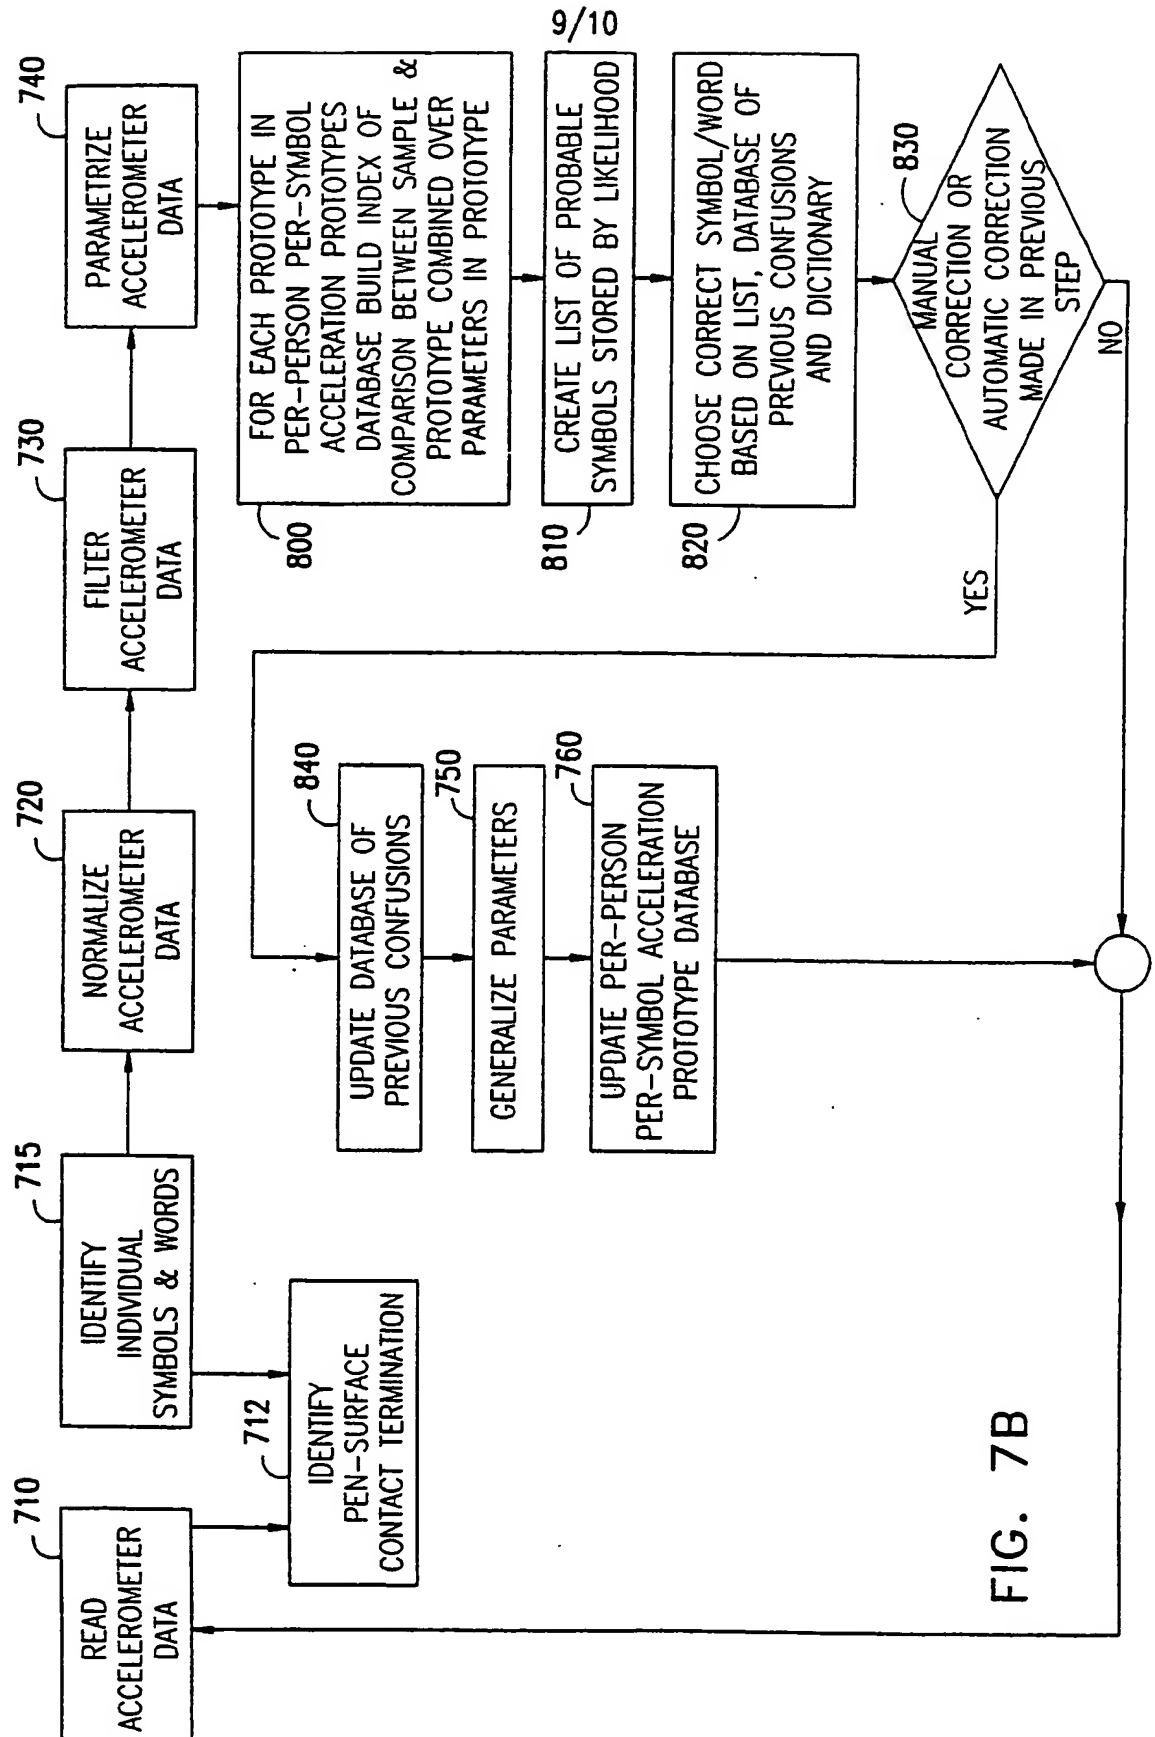 9/10
710
READ
ACCELEROMETER
DATA
712
IDENTIFY
PEN-SURFACE
CONTACT TERMINATION
715
IDENTIFY
INDIVIDUAL
SYMBOLS & WORDS
720
NORMALIZE
ACCELEROMETER
DATA
730
FILTER
ACCELEROMETER
DATA
740
PARAMETRIZE
ACCELEROMETER
DATA
800
FOR EACH PROTOTYPE IN
PER-PERSON PER-SYMBOL
ACCELERATION PROTOTYPES
DATABASE BUILD INDEX OF
COMPARISON BETWEEN SAMPLE &
PROTOTYPE COMBINED OVER
PARAMETERS IN PROTOTYPE
810
CREATE LIST OF PROBABLE
SYMBOLS STORED BY LIKELIHOOD
820
CHOOSE CORRECT SYMBOL/WORD
BASED ON LIST, DATABASE OF
PREVIOUS CONFUSIONS
AND DICTIONARY
830
MANUAL
CORRECTION OR
AUTOMATIC CORRECTION
MADE IN PREVIOUS
STEP
YES
NO
840
UPDATE DATABASE OF
PREVIOUS CONFUSIONS
750
GENERALIZE PARAMETERS
760
UPDATE PER-PERSON
PER-SYMBOL ACCELERATION
PROTOTYPE DATABASE
FIG. 7B